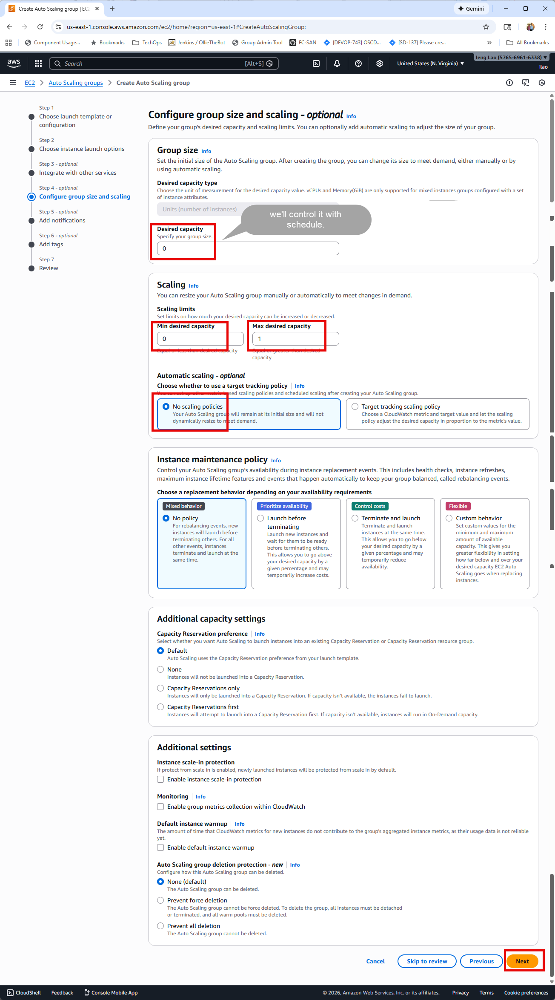 Create Auto Scaling group | EC2
Gemini
us-east-1.console.aws.amazon.com/ec2/home?region=us-east-1#CreateAutoScalingGroup:
Component Usage...
Bookmarks
TechOps
Jenkins / OllieTheBot
Group Admin Tool
FC-SAN
[DEVOP-743] OSCD...
[SD-137] Please cre...
All Bookmarks
aws
Search
[Alt+S]
United States (N. Virginia)
Ieng Lao (5765-6961-6338)
ilao
EC2
Auto Scaling groups
Create Auto Scaling group
Step 1
Choose launch template or
configuration
Step 2
Choose instance launch options
Step 3 - optional
Integrate with other services
Step 4 - optional
Configure group size and scaling
Step 5 - optional
Add notifications
Step 6 - optional
Add tags
Step 7
Review
Configure group size and scaling - optional Info
Define your group's desired capacity and scaling limits. You can optionally add automatic scaling to adjust the size of your group.
Group size Info
Set the initial size of the Auto Scaling group. After creating the group, you can change its size to meet demand, either manually or by
using automatic scaling.
Desired capacity type
Choose the unit of measurement for the desired capacity value. vCPUs and Memory(GiB) are only supported for mixed instances groups configured with a set
of instance attributes.
Units (number of instances)
we'll control it with
schedule.
Desired capacity
Specify your group size.
0
Scaling Info
You can resize your Auto Scaling group manually or automatically to meet changes in demand.
Scaling limits
Set limits on how much your desired capacity can be increased or decreased.
Min desired capacity
0
Equal or less than desired capacity
Max desired capacity
1
Equal or greater than desired
capacity
Automatic scaling - optional
Choose whether to use a target tracking policy Info
You can set up other metric-based scaling policies and scheduled scaling after creating your Auto Scaling group.
No scaling policies
Your Auto Scaling group will remain at its initial size and will not
dynamically resize to meet demand.
Target tracking scaling policy
Choose a CloudWatch metric and target value and let the scaling
policy adjust the desired capacity in proportion to the metric's value.
Instance maintenance policy Info
Control your Auto Scaling group's availability during instance replacement events. This includes health checks, instance refreshes,
maximum instance lifetime features and events that happen automatically to keep your group balanced, called rebalancing events.
Choose a replacement behavior depending on your availability requirements
Mixed behavior
No policy
For rebalancing events, new
instances will launch before
terminating others. For all
other events, instances
terminate and launch at the
same time.
Prioritize availability
Launch before
terminating
Launch new instances and
wait for them to be ready
before terminating others.
This allows you to go above
your desired capacity by a
given percentage and may
temporarily increase costs.
Control costs
Terminate and launch
Terminate and launch
instances at the same time.
This allows you to go below
your desired capacity by a
given percentage and may
temporarily reduce
availability.
Flexible
Custom behavior
Set custom values for the
minimum and maximum
amount of available
capacity. This gives you
greater flexibility in setting
how far below and over your
desired capacity EC2 Auto
Scaling goes when replacing
instances.
Additional capacity settings
Capacity Reservation preference Info
Select whether you want Auto Scaling to launch instances into an existing Capacity Reservation or Capacity Reservation resource group.
Default
Auto Scaling uses the Capacity Reservation preference from your launch template.
None
Instances will not be launched into a Capacity Reservation.
Capacity Reservations only
Instances will only be launched into a Capacity Reservation. If capacity isn't available, the instances fail to launch.
Capacity Reservations first
Instances will attempt to launch into a Capacity Reservation first. If capacity isn't available, instances will run in On-Demand capacity.
Additional settings
Instance scale-in protection
If protect from scale in is enabled, newly launched instances will be protected from scale in by default.
Enable instance scale-in protection
Monitoring Info
Enable group metrics collection within CloudWatch
Default instance warmup Info
The amount of time that CloudWatch metrics for new instances do not contribute to the group's aggregated instance metrics, as their usage data is not reliable
yet.
Enable default instance warmup
Auto Scaling group deletion protection - new Info
Configure how this Auto Scaling group can be deleted.
None (default)
The Auto Scaling group can be deleted.
Prevent force deletion
The Auto Scaling group cannot be force deleted. To delete the group, all instances must be detached
or terminated, and all warm pools must be deleted.
Prevent all deletion
The Auto Scaling group cannot be deleted.
Cancel
Skip to review
Previous
Next
CloudShell
Feedback
Console Mobile App
© 2026, Amazon Web Services, Inc. or its affiliates.
Privacy
Terms
Cookie preferences